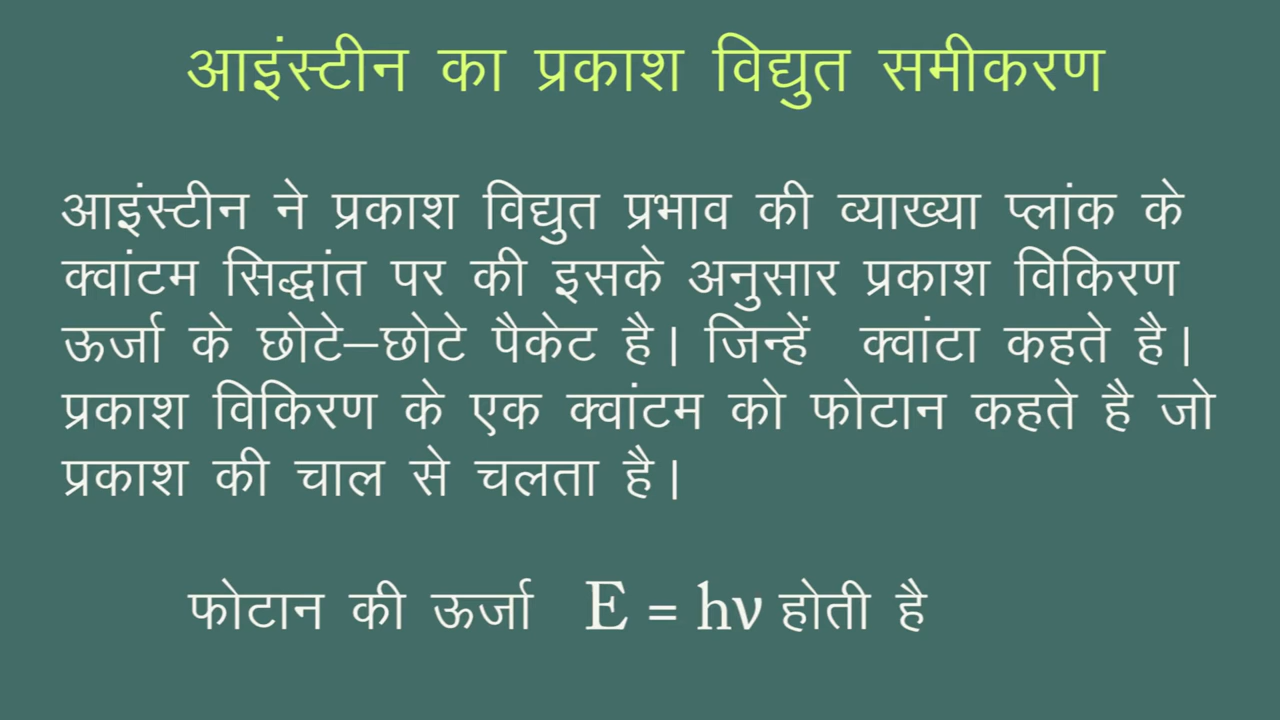 आइंस्टीन का प्रकाश विद्युत समीकरण
आइंस्टीन ने प्रकाश विद्युत प्रभाव की व्याख्या प्लांक के
क्वांटम सिद्धांत पर की इसके अनुसार प्रकाश विकिरण
ऊर्जा के छोटे–छोटे पैकेट है। जिन्हें क्वांटा कहते है।
प्रकाश विकिरण के एक क्वांटम को फोटान कहते है जो
प्रकाश की चाल से चलता है।
फोटान की ऊर्जा E = hν होती है